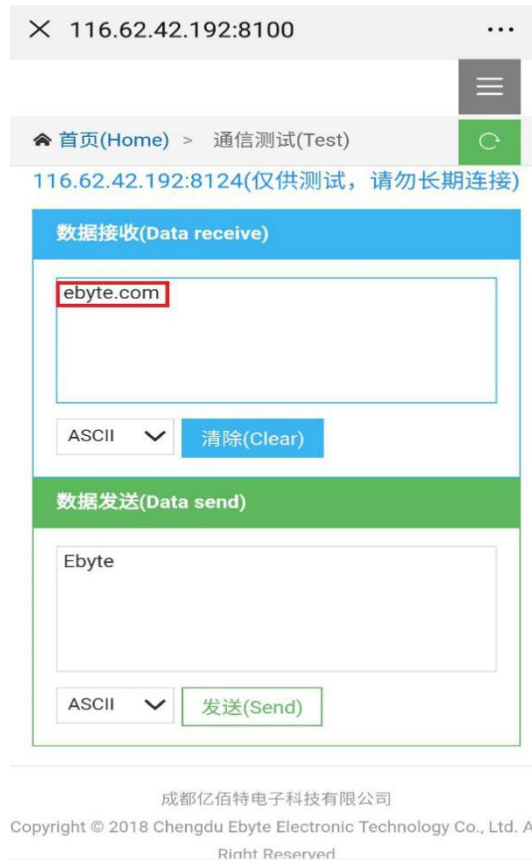 116.62.42.192:8100
首页(Home) > 通信测试(Test)
116.62.42.192:8124(仅供测试，请勿长期连接)
数据接收(Data receive)
ebyte.com
ASCII 清除(Clear)
数据发送(Data send)
Ebyte
ASCII 发送(Send)
成都亿佰特电子科技有限公司
Copyright © 2018 Chengdu Ebyte Electronic Technology Co., Ltd. A
Right Reserved